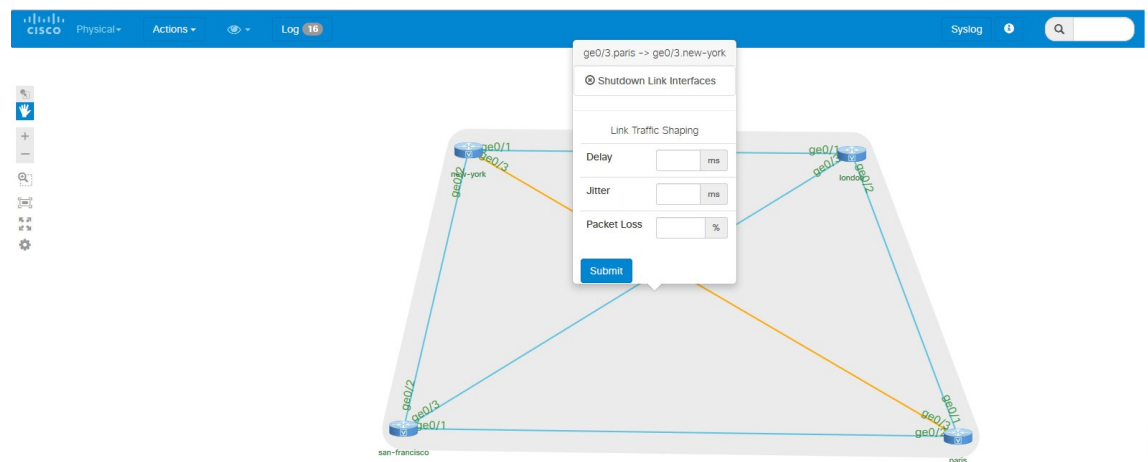 CISCO Physical Actions Log 16 Syslog
ge0/3.paris -> ge0/3.new-york
Shutdown Link Interfaces
Link Traffic Shaping
Delay ms
Jitter ms
Packet Loss %
Submit
ge0/1
ge0/3
new-york
ge0/2
ge0/1
ge0/3
london
ge0/2
ge0/2
ge0/3
ge0/1
san-francisco
ge0/1
ge0/3
ge0/2
paris